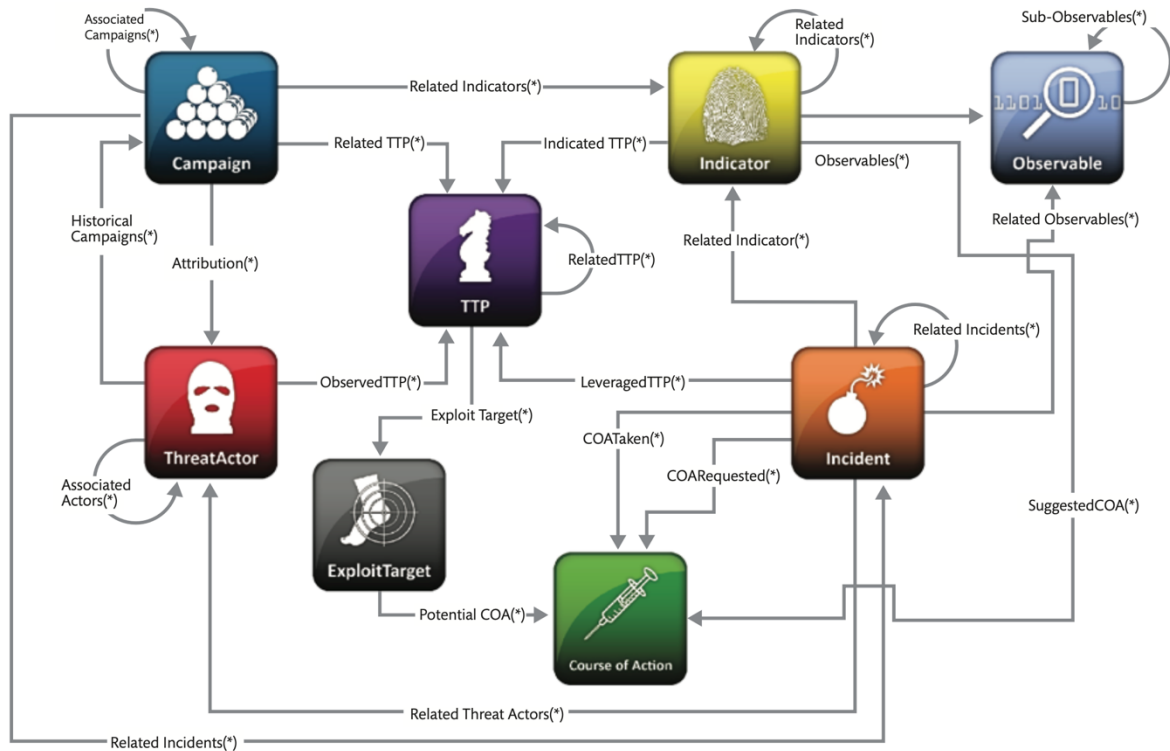 Associated
Campaigns(*)
Related
Indicators(*)
Sub-Observables(*)
Related Indicators(*)
1101 0 10
Campaign
Related TTP(*)
Indicated TTP(*)
Indicator
Observables(*)
Observable
Historical
Campaigns(*)
Attribution(*)
Related Indicator(*)
Related Observables(*)
RelatedTTP(*)
TTP
Related Incidents(*)
ObservedTTP(*)
LeveragedTTP(*)
Exploit Target(*)
COATaken(*)
ThreatActor
Incident
Associated
Actors(*)
COARequested(*)
SuggestedCOA(*)
ExploitTarget
Potential COA(*)
Course of Action
Related Threat Actors(*)
Related Incidents(*)